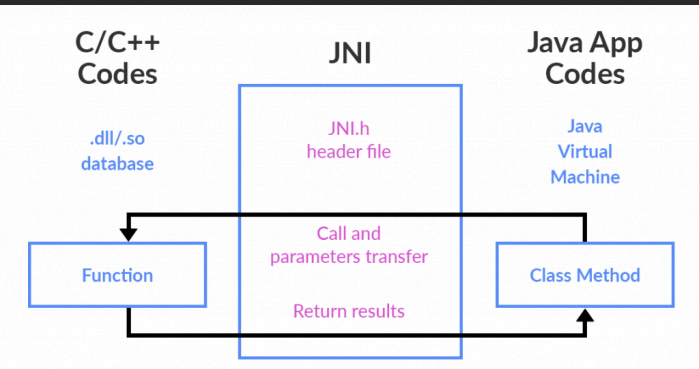 C/C++
Codes
JNI
Java App
Codes
.dll/.so
database
JNI.h
header file
Java
Virtual
Machine
Call and
parameters transfer
Function
Class Method
Return results